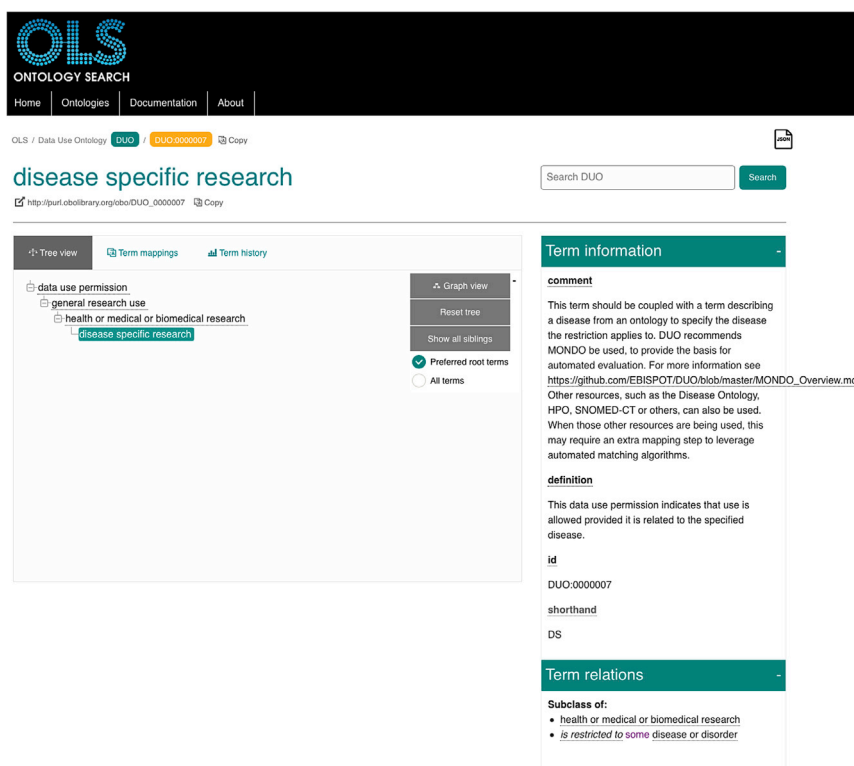 OLS
ONTOLOGY SEARCH
Home Ontologies Documentation About
OLS / Data Use Ontology DUO / DUO:0000007 Copy
JSON
disease specific research
Search DUO Search
http://purl.obolibrary.org/obo/DUO_0000007 Copy
Tree view Term mappings Term history
data use permission
general research use
health or medical or biomedical research
disease specific research
Graph view -
Reset tree
Show all siblings
Preferred root terms
All terms
Term information -
comment
This term should be coupled with a term describing
a disease from an ontology to specify the disease
the restriction applies to. DUO recommends
MONDO be used, to provide the basis for
automated evaluation. For more information see
https://github.com/EBISPOT/DUO/blob/master/MONDO_Overview.md
Other resources, such as the Disease Ontology,
HPO, SNOMED-CT or others, can also be used.
When those other resources are being used, this
may require an extra mapping step to leverage
automated matching algorithms.
definition
This data use permission indicates that use is
allowed provided it is related to the specified
disease.
id
DUO:0000007
shorthand
DS
Term relations -
Subclass of:
• health or medical or biomedical research
• is restricted to some disease or disorder